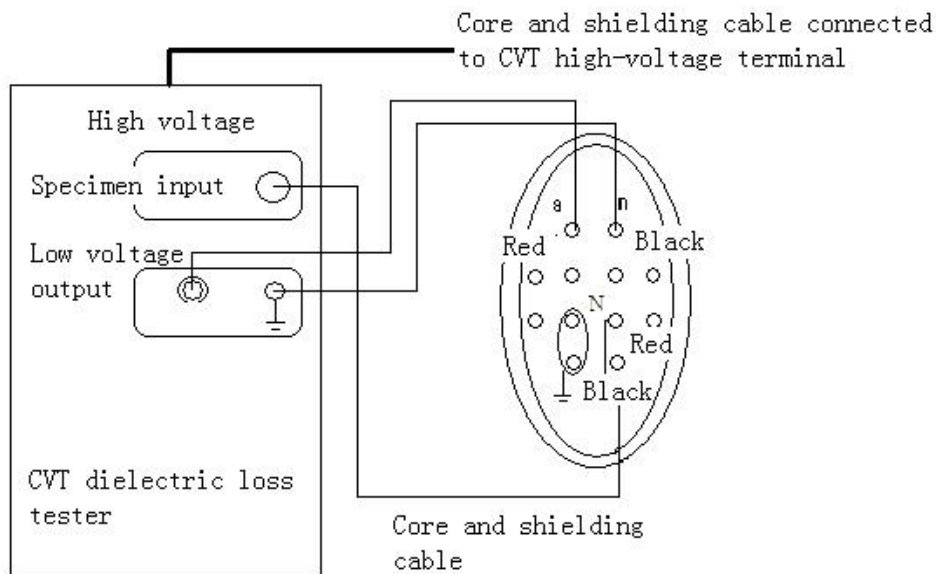 Core and shielding cable connected
to CVT high-voltage terminal
High voltage
Specimen input
Low voltage
output
a
n
Red
Black
N
Red
Black
CVT dielectric loss
tester
Core and shielding
cable